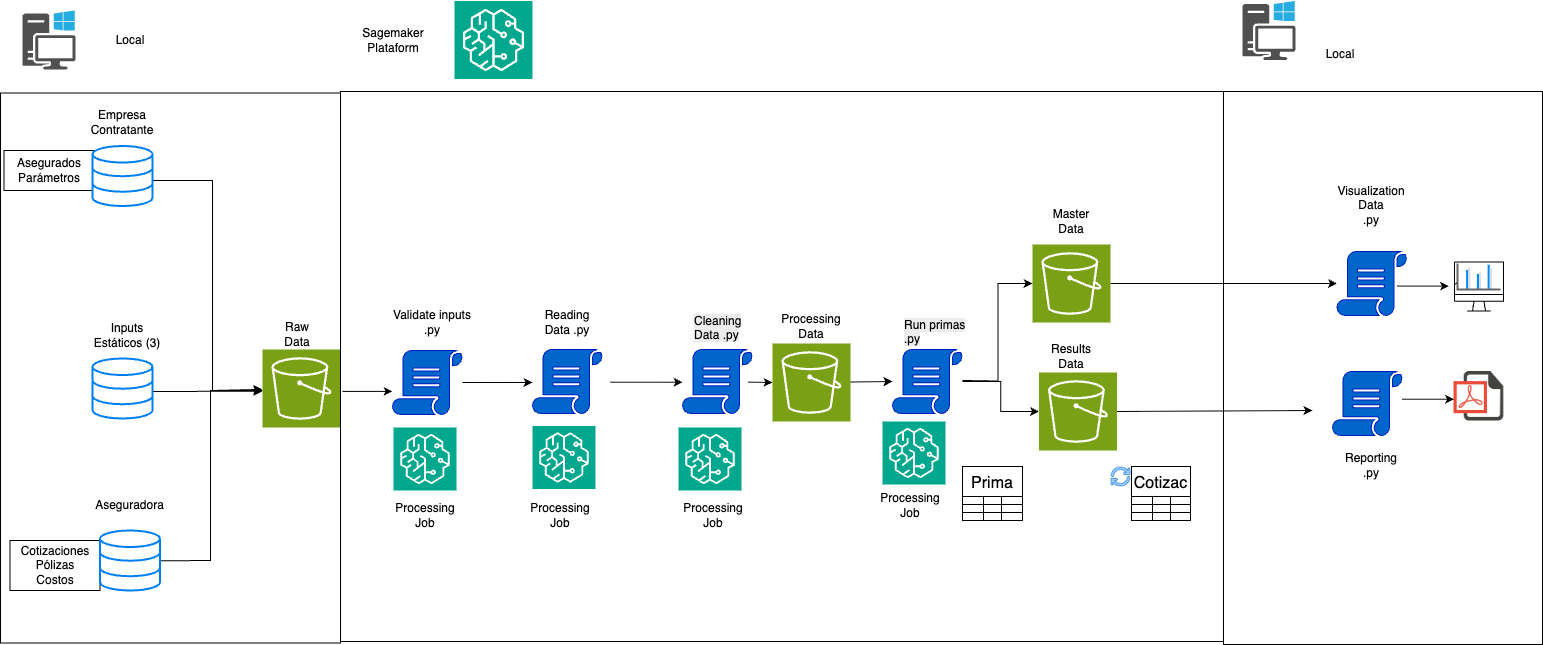 Local
Sagemaker
Plataform
Local
Empresa
Contratante
Asegurados
Parámetros
Inputs
Estáticos (3)
Aseguradora
Cotizaciones
Pólizas
Costos
Raw
Data
Validate inputs
.py
Processing
Job
Reading
Data .py
Processing
Job
Cleaning
Data .py
Processing
Job
Processing
Data
Run primas
.py
Processing
Job
Master
Data
Results
Data
Prima
Cotizac
Visualization
Data
.py
Reporting
.py